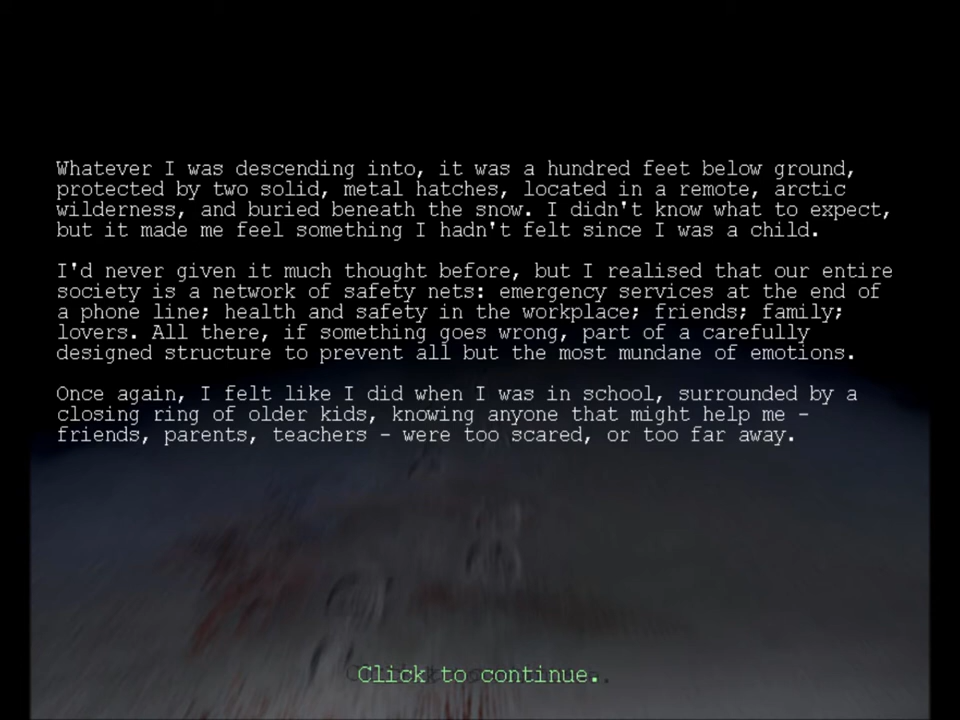 Whatever I was descending into, it was a hundred feet below ground,
protected by two solid, metal hatches, located in a remote, arctic
wilderness, and buried beneath the snow. I didn't know what to expect,
but it made me feel something I hadn't felt since I was a child.
I'd never given it much thought before, but I realised that our entire
society is a network of safety nets: emergency services at the end of
a phone line; health and safety in the workplace; friends; family;
lovers. All there, if something goes wrong, part of a carefully
designed structure to prevent all but the most mundane of emotions.
Once again, I felt like I did when I was in school, surrounded by a
closing ring of older kids, knowing anyone that might help me -
friends, parents, teachers - were too scared, or too far away.
Click to continue.